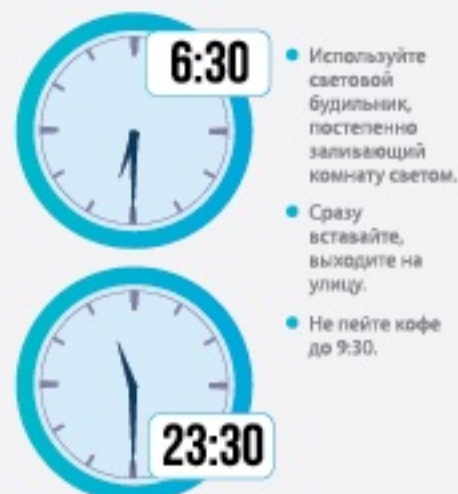 6:30
Используйте
световой
будильник,
постепенно
заливающий
комнату светом.
Сразу
вставайте,
выходите на
улицу.
Не пейте кофе
до 9:30.
23:30